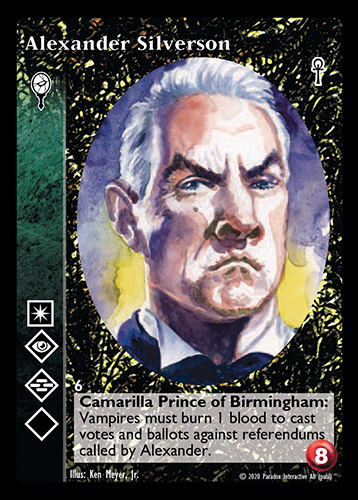 Alexander Silverson
6
Camarilla Prince of Birmingham:
Vampires must burn 1 blood to cast
votes and ballots against referendums
called by Alexander.
8
Illus: Ken Meyer, Jr.
© 2020 Paradox Interactive AB (publ)